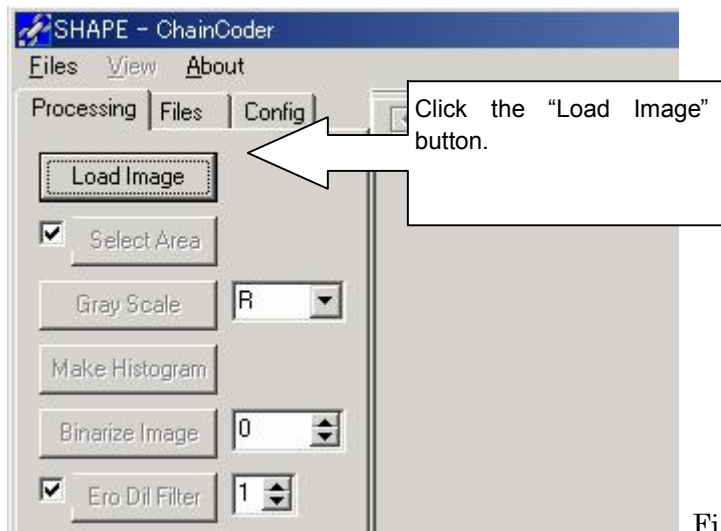 SHAPE - ChainCoder
Files View About
Processing Files Config
Click the “Load Image”
button.
Load Image
Select Area
Gray Scale R
Make Histogram
Binarize Image 0
Ero Dil Filter 1
Fi